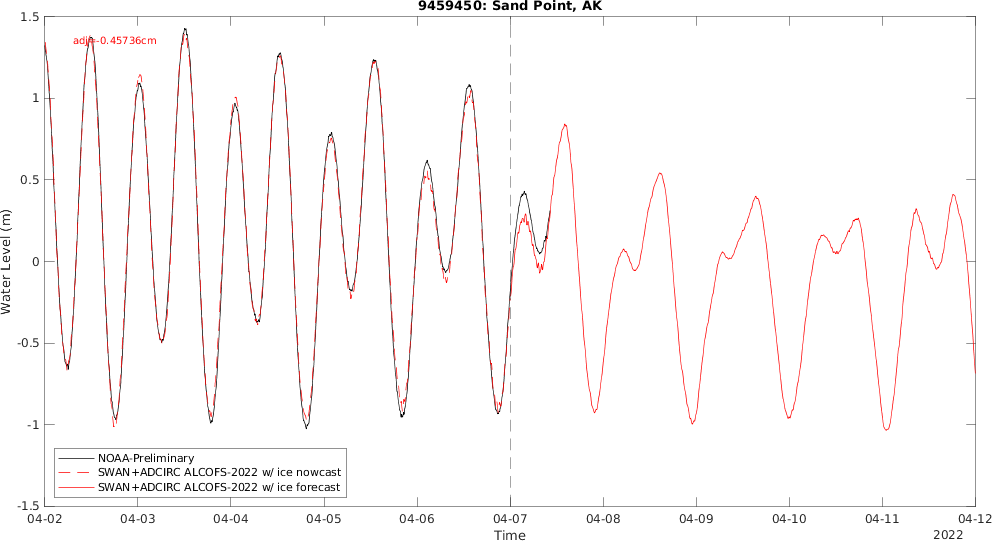 9459450: Sand Point, AK
adj=-0.45736cm
Water Level (m)
1.5
1
0.5
0
-0.5
-1
-1.5
NOAA-Preliminary
SWAN+ADCIRC ALCOFS-2022 w/ ice nowcast
SWAN+ADCIRC ALCOFS-2022 w/ ice forecast
04-02 04-03 04-04 04-05 04-06 04-07 04-08 04-09 04-10 04-11 04-12
Time
2022